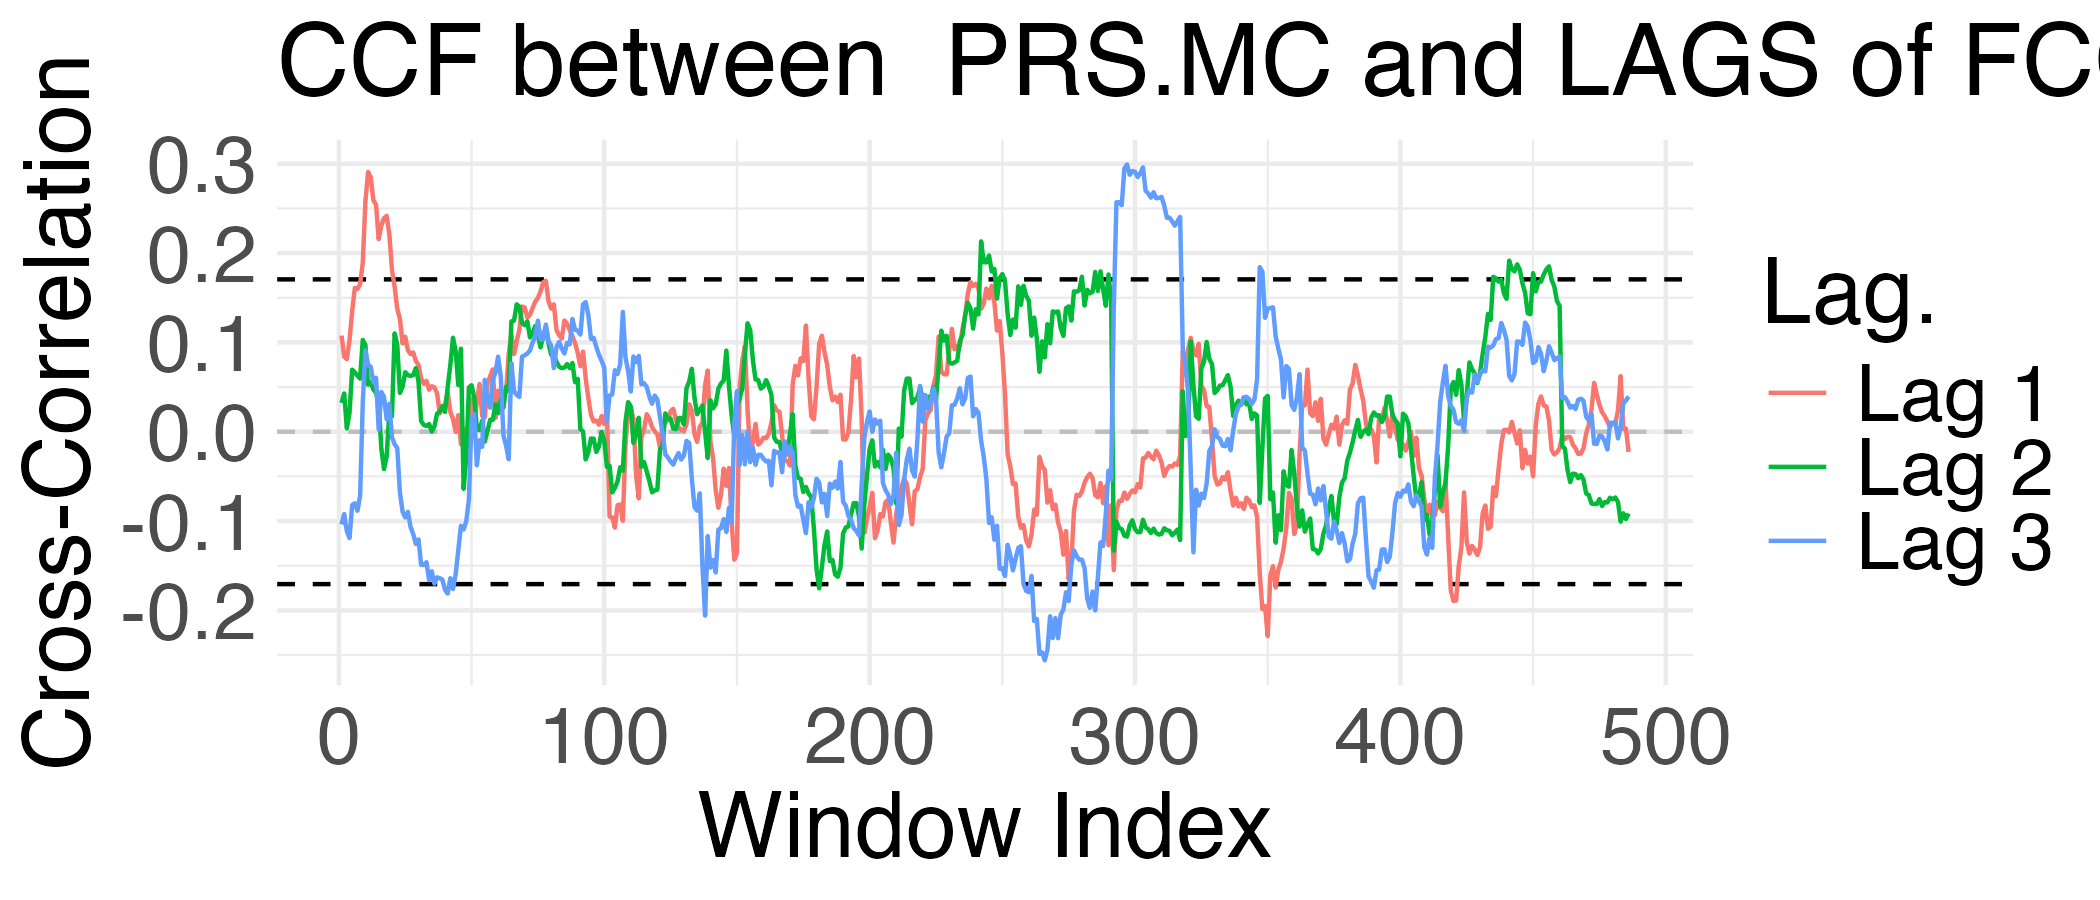 CCF between  PRS.MC and LAGS of FC
Cross-Correlation
0.3
0.2
0.1
0.0
-0.1
-0.2
0 100 200 300 400 500
Window Index
Lag.
Lag 1
Lag 2
Lag 3